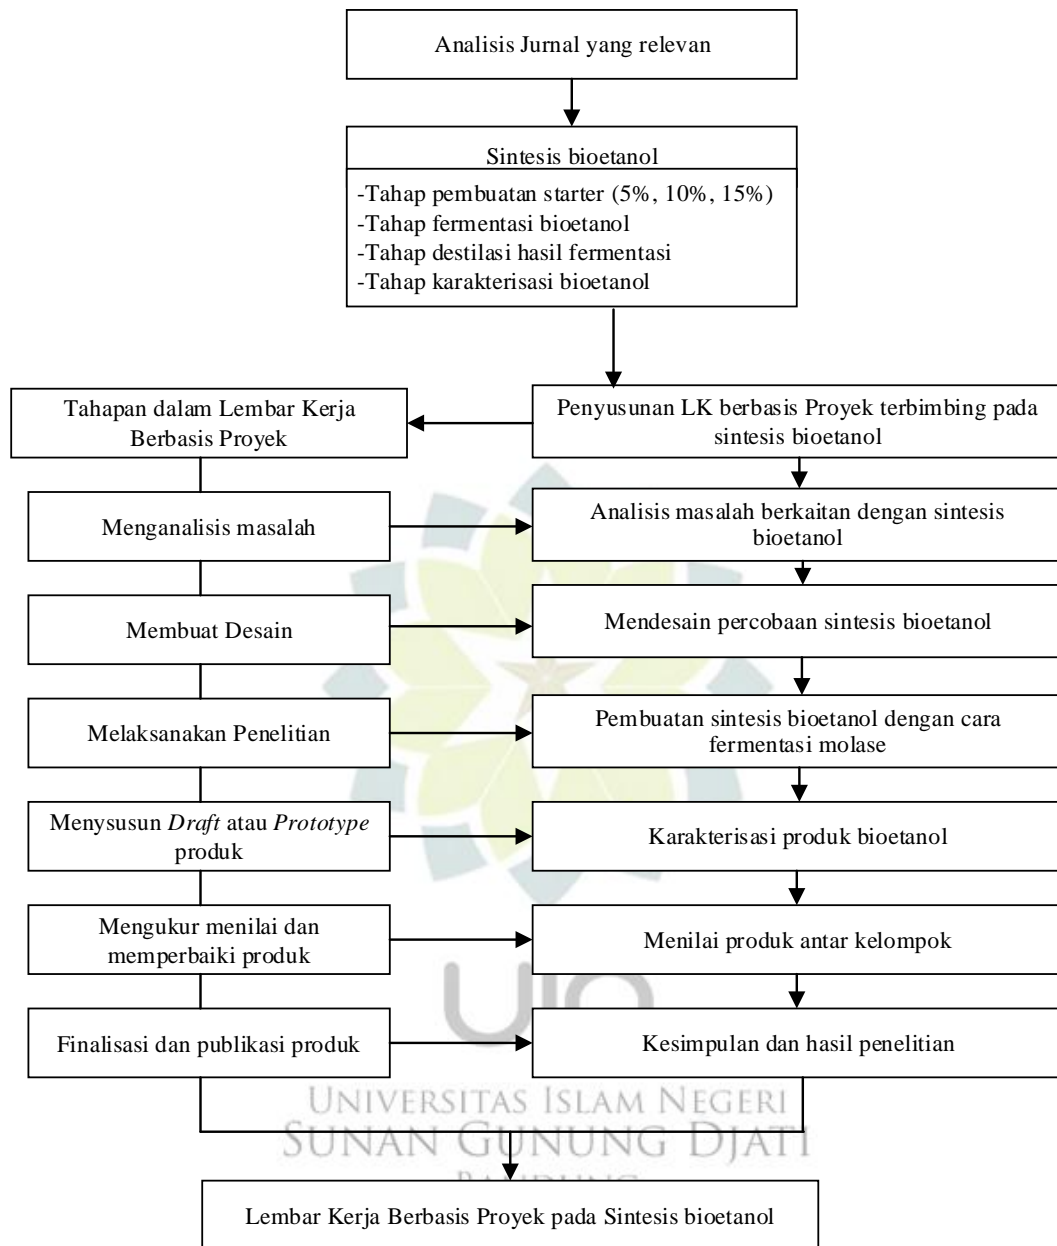 Analisis Jurnal yang relevan
Sintesis bioetanol
-Tahap pembuatan starter (5%, 10%, 15%)
-Tahap fermentasi bioetanol
-Tahap destilasi hasil fermentasi
-Tahap karakterisasi bioetanol
Tahapan dalam Lembar Kerja
Berbasis Proyek
Penyusunan LK berbasis Proyek terbimbing pada
sintesis bioetanol
Menganalisis masalah
Analisis masalah berkaitan dengan sintesis
bioetanol
Membuat Desain
Mendesain percobaan sintesis bioetanol
Melaksanakan Penelitian
Pembuatan sintesis bioetanol dengan cara
fermentasi molase
Menysusun Draft atau Prototype
produk
Karakterisasi produk bioetanol
Mengukur menilai dan
memperbaiki produk
Menilai produk antar kelompok
uin
Finalisasi dan publikasi produk
Kesimpulan dan hasil penelitian
UNIVERSITAS ISLAM NEGERI
SUNAN GUNUNG DJATI
BANDUNG
Lembar Kerja Berbasis Proyek pada Sintesis bioetanol